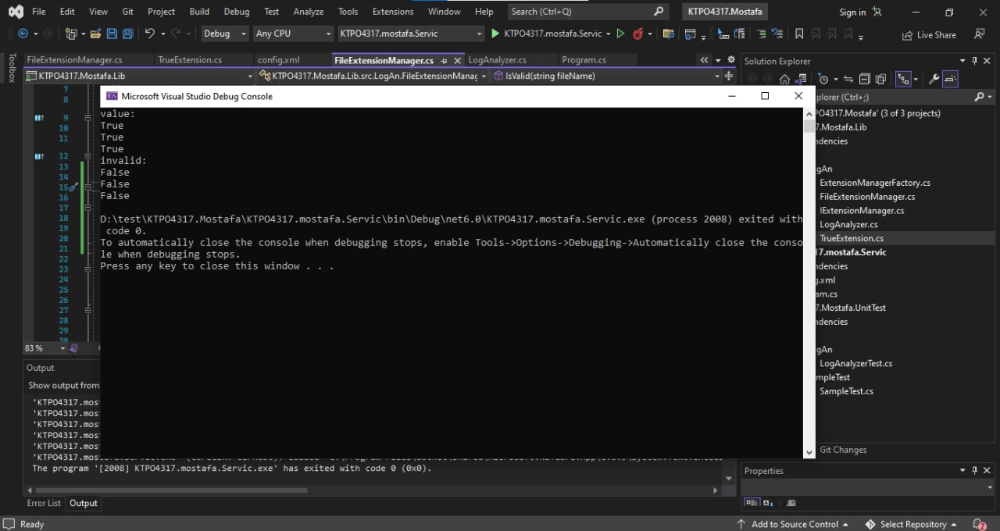 File Edit View Git Project Build Debug Test Analyze Tools Extensions Window Help Search (Ctrl+Q) KTPO4317.Mostafa Sign in
Debug Any CPU KTPO4317.mostafa.Servic KTPO4317.mostafa.Servic Live Share
Toolbox
FileExtensionManager.cs TrueExtension.cs config.xml FileExtensionManager.cs LogAnalyzer.cs Program.cs
KTPO4317.Mostafa.Lib KTPO4317.Mostafa.Lib.src.LogAn.FileExtensionManag IsValid(string fileName)
7
8
9
10
11
12
13
14
15
16
17
18
19
20
21
22
23
24
25
26
27
28
29
30
83 %
Microsoft Visual Studio Debug Console
value:
True
True
True
invalid:
False
False
False
D:\test\KTPO4317.Mostafa\KTPO4317.mostafa.Servic\bin\Debug\net6.0\KTPO4317.mostafa.Servic.exe (process 2008) exited with
code 0.
To automatically close the console when debugging stops, enable Tools->Options->Debugging->Automatically close the conso
le when debugging stops.
Press any key to close this window . . .
Solution Explorer
plorer (Ctrl+;)
PO4317.Mostafa' (3 of 3 projects)
7.Mostafa.Lib
ndencies
gAn
ExtensionManagerFactory.cs
FileExtensionManager.cs
IExtensionManager.cs
LogAnalyzer.cs
TrueExtension.cs
17.mostafa.Servic
ndencies
g.xml
am.cs
7.Mostafa.UnitTest
ndencies
gAn
LogAnalyzerTest.cs
mpleTest
SampleTest.cs
Git Changes
Properties
Output
Show output from
'KTPO4317.mos
'KTPO4317.mos
'KTPO4317.mos
'KTPO4317.mos
'KTPO4317.mos
'KTPO4317.mos
The program '[2008] KTPO4317.mostafa.Servic.exe' has exited with code 0 (0x0).
Error List Output
Ready Add to Source Control Select Repository 2